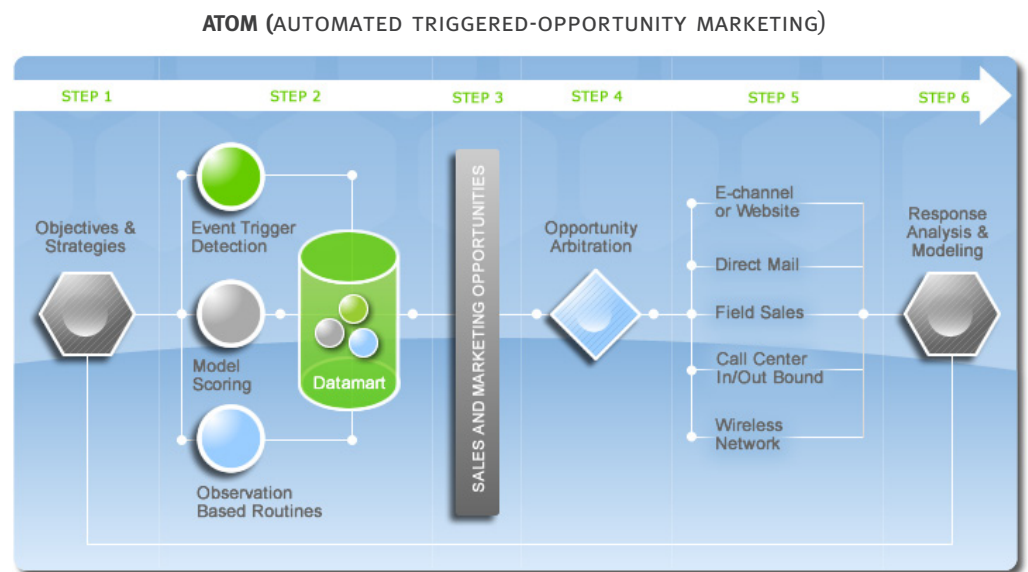 ATOM (AUTOMATED TRIGGERED-OPPORTUNITY MARKETING)
STEP 1
STEP 2
STEP 3
STEP 4
STEP 5
STEP 6
Objectives &
Strategies
Event Trigger
Detection
Model
Scoring
Observation
Based Routines
Datamart
SALES AND MARKETING OPPORTUNITIES
Opportunity
Arbitration
E-channel
or Website
Direct Mail
Field Sales
Call Center
In/Out Bound
Wireless
Network
Response
Analysis &
Modeling